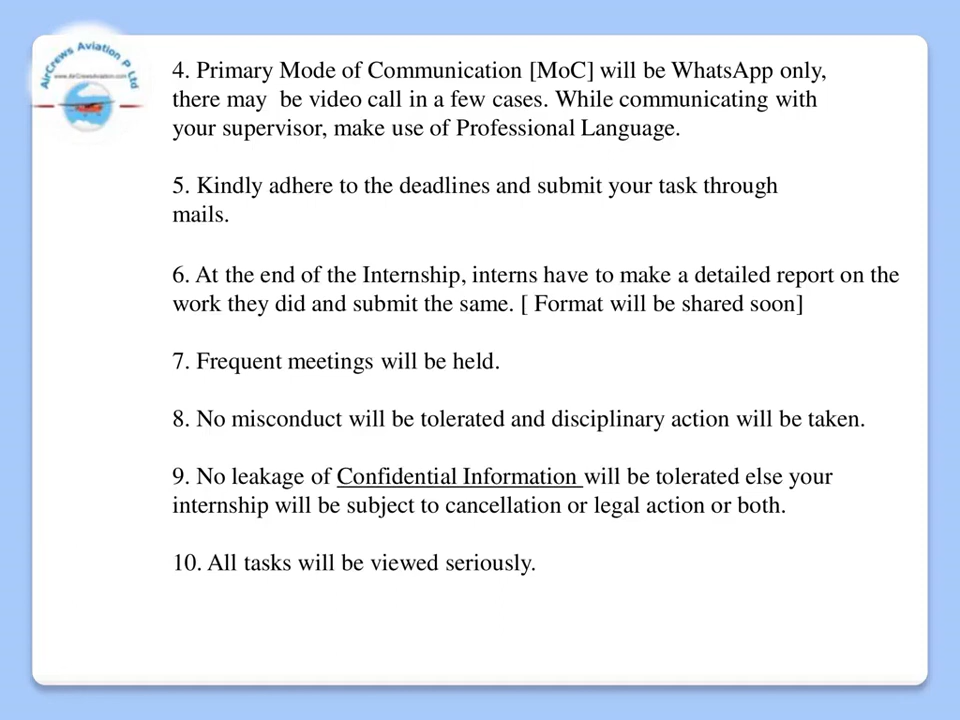 AirCrews Aviation P Ltd
www.AirCrewsAviation.com
4. Primary Mode of Communication [MoC] will be WhatsApp only,
there may  be video call in a few cases. While communicating with
your supervisor, make use of Professional Language.
5. Kindly adhere to the deadlines and submit your task through
mails.
6. At the end of the Internship, interns have to make a detailed report on the
work they did and submit the same. [ Format will be shared soon]
7. Frequent meetings will be held.
8. No misconduct will be tolerated and disciplinary action will be taken.
9. No leakage of Confidential Information will be tolerated else your
internship will be subject to cancellation or legal action or both.
10. All tasks will be viewed seriously.